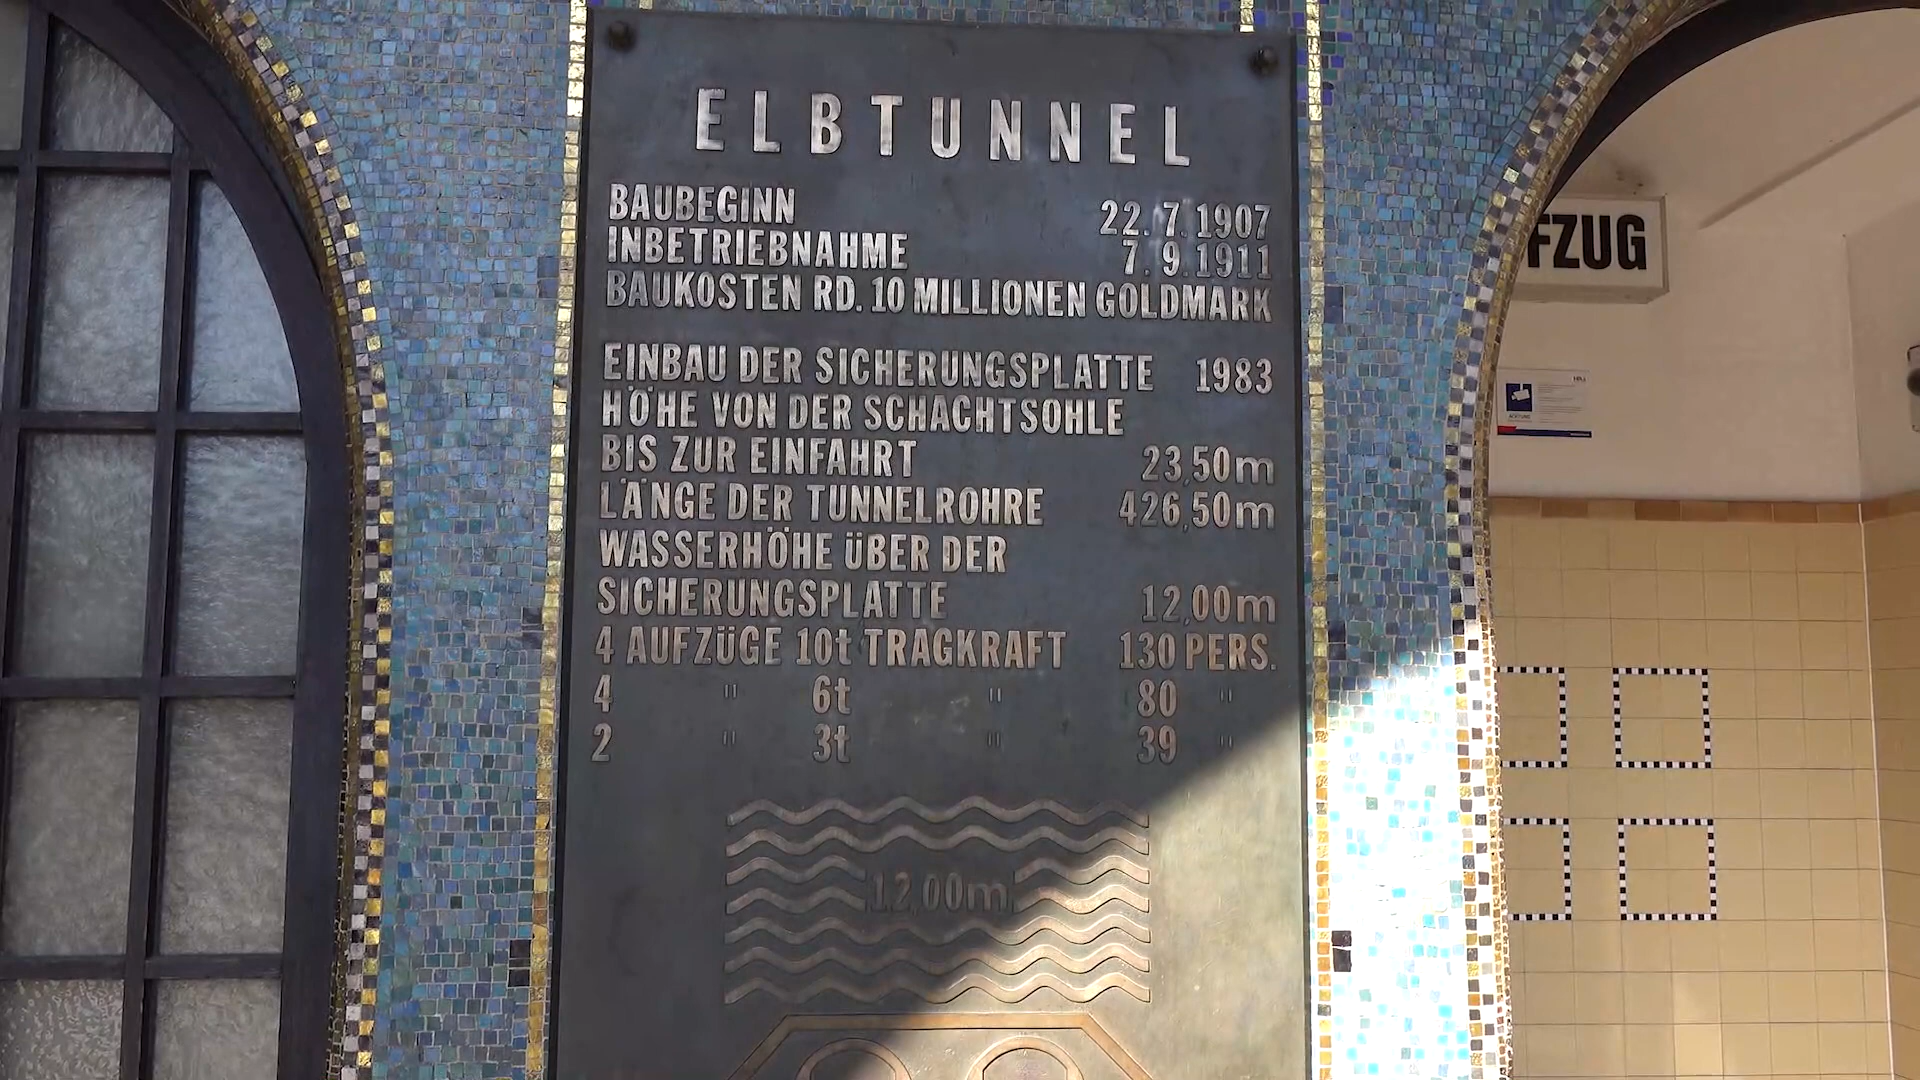 ELBTUNNEL
BAUBEGINN 22.7.1907
INBETRIEBNAHME 7.9.1911
BAUKOSTEN RD. 10 MILLIONEN GOLDMARK
EINBAU DER SICHERUNGSPLATTE 1983
HÖHE VON DER SCHACHTSOHLE
BIS ZUR EINFAHRT 23,50m
LÄNGE DER TUNNELROHRE 426,50m
WASSERHÖHE ÜBER DER
SICHERUNGSPLATTE 12,00m
4 AUFZÜGE 10t TRAGKRAFT 130 PERS.
4 " 6t " 80 "
2 " 3t " 39 "
12,00m
FZUG